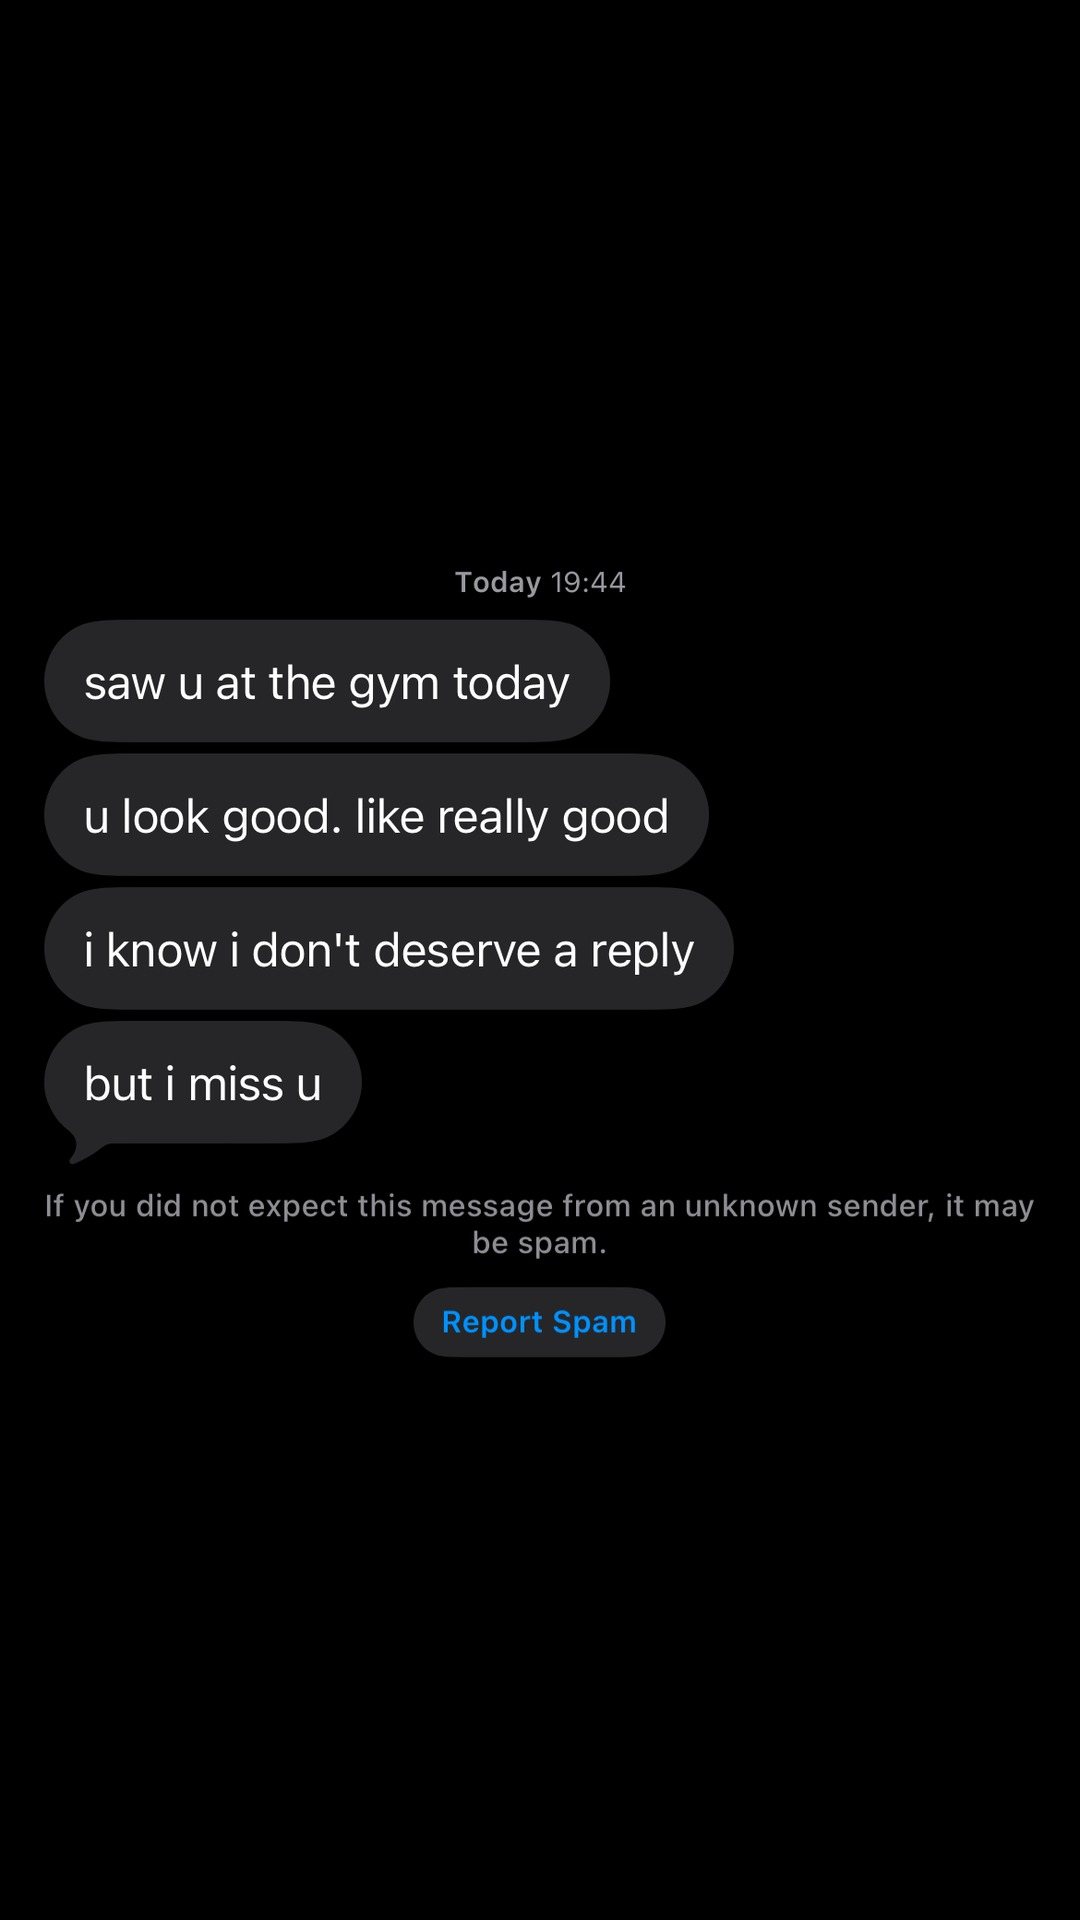 Today 19:44
saw u at the gym today
u look good. like really good
i know i don't deserve a reply
but i miss u
If you did not expect this message from an unknown sender, it may
be spam.
Report Spam